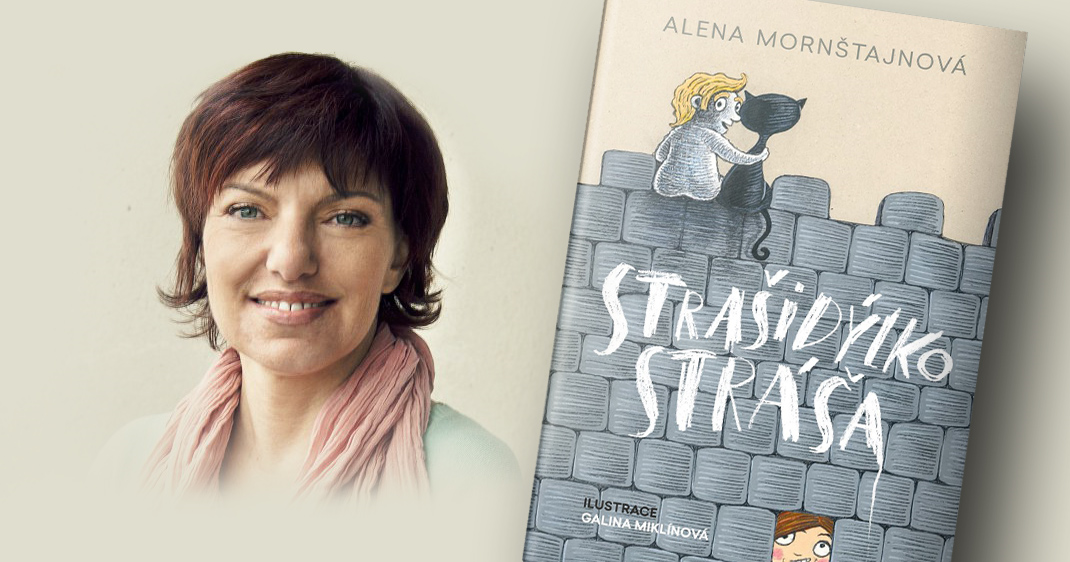 ALENA MORNŠTAJNOVÁ
STRAŠIDÝLKO
STRÁŠA
ILUSTRACE
GALINA MIKLÍNOVÁ